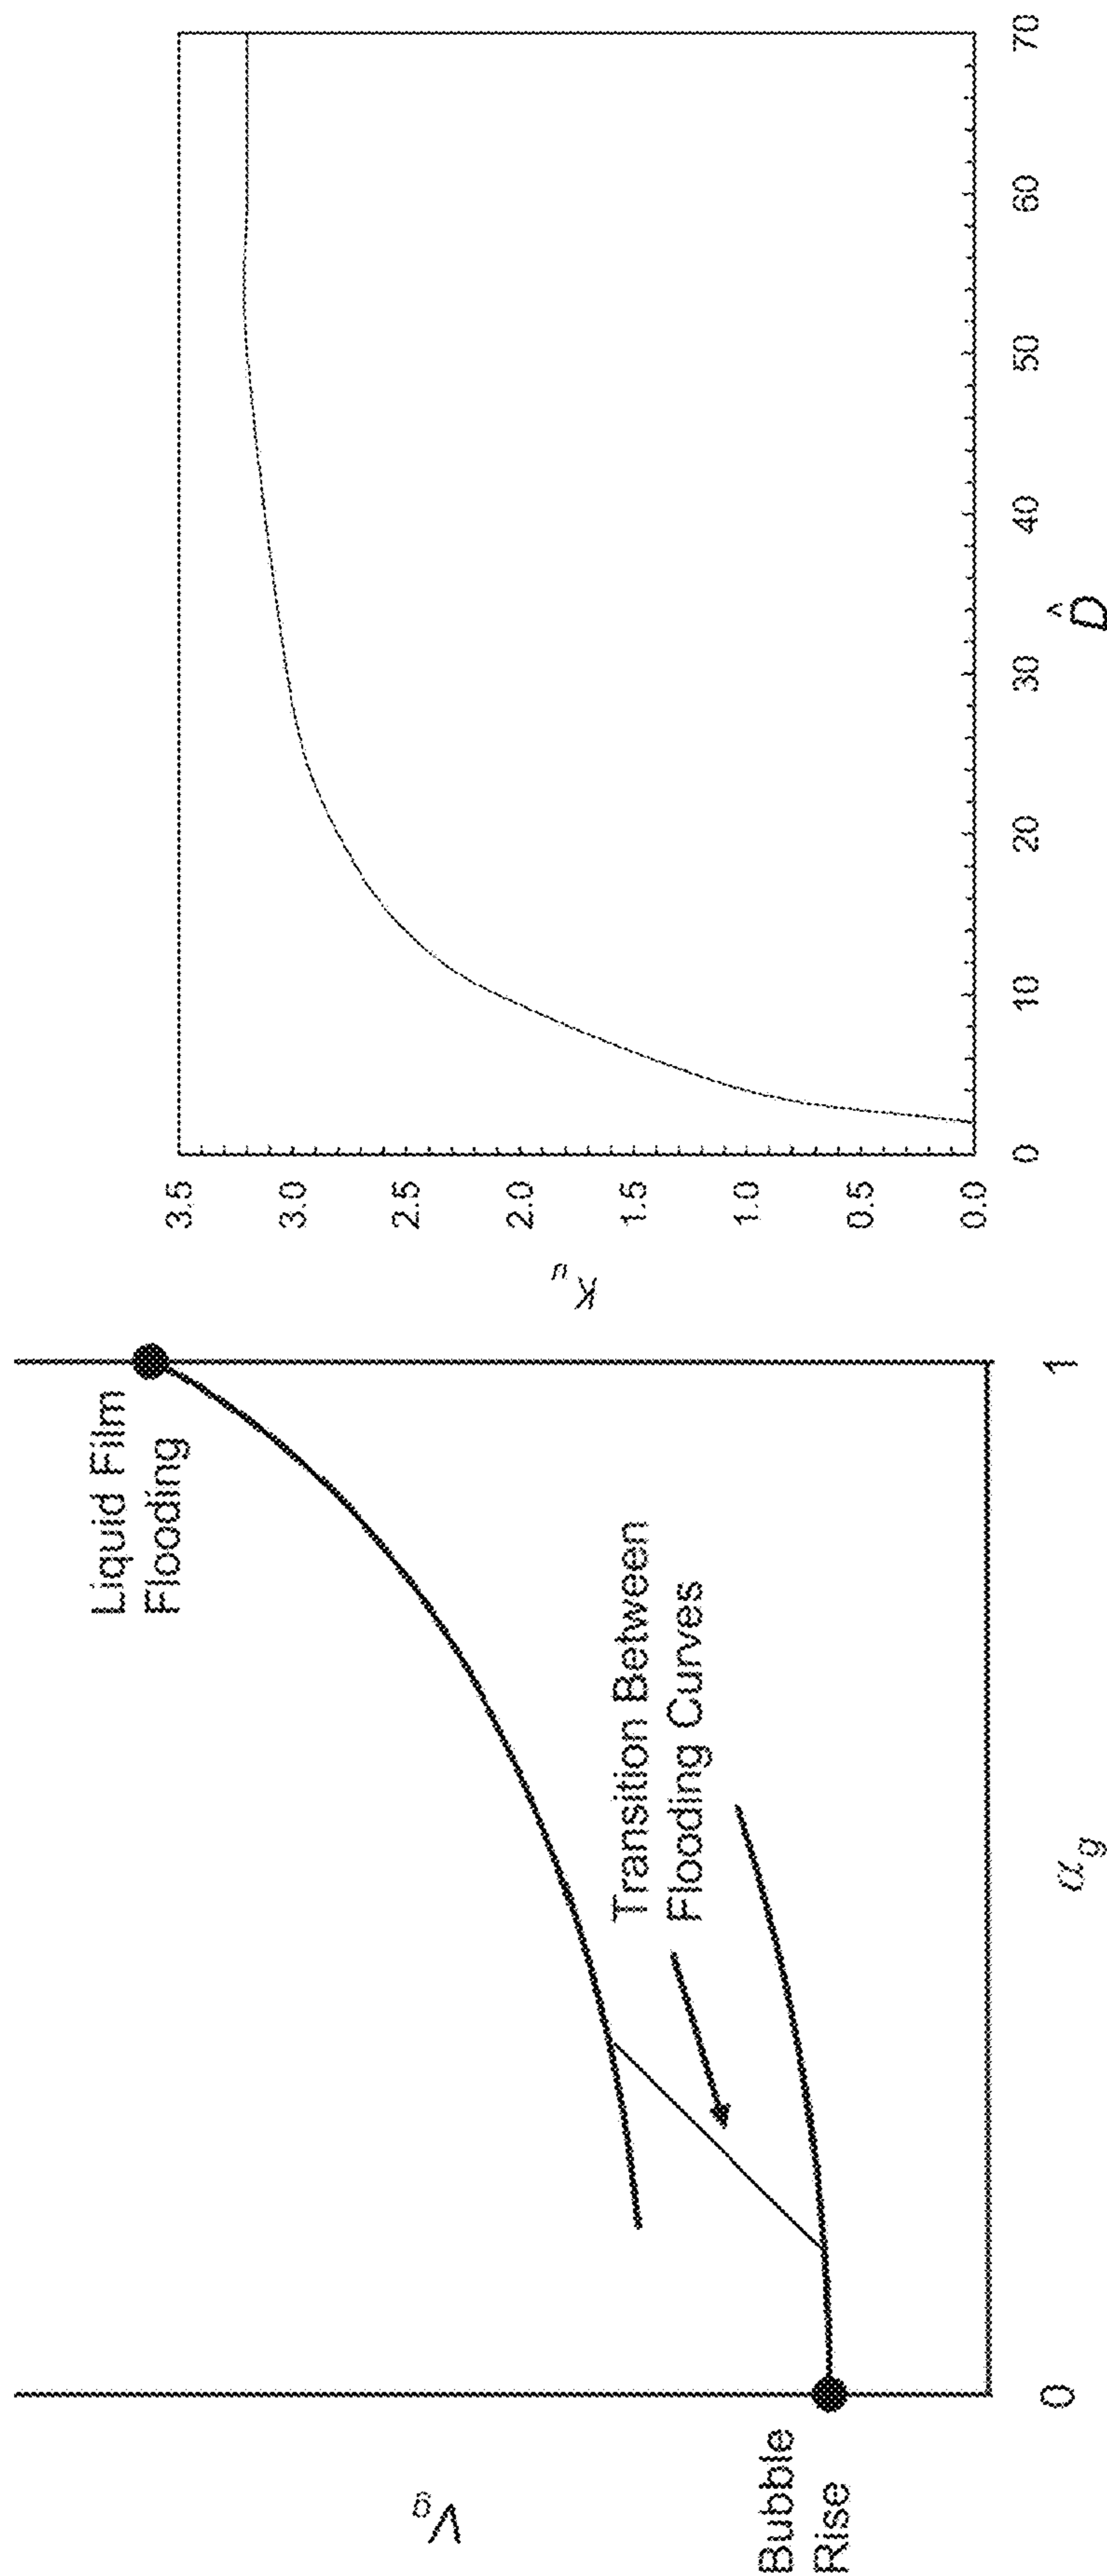 Liquid Film
Flooding
Transition Between
Flooding Curves
V_g
Bubble
Rise
0
1
α_g
K_u
3.5
3.0
2.5
2.0
1.5
1.0
0.5
0.0
0 10 20 30 40 50 60 70
D̂